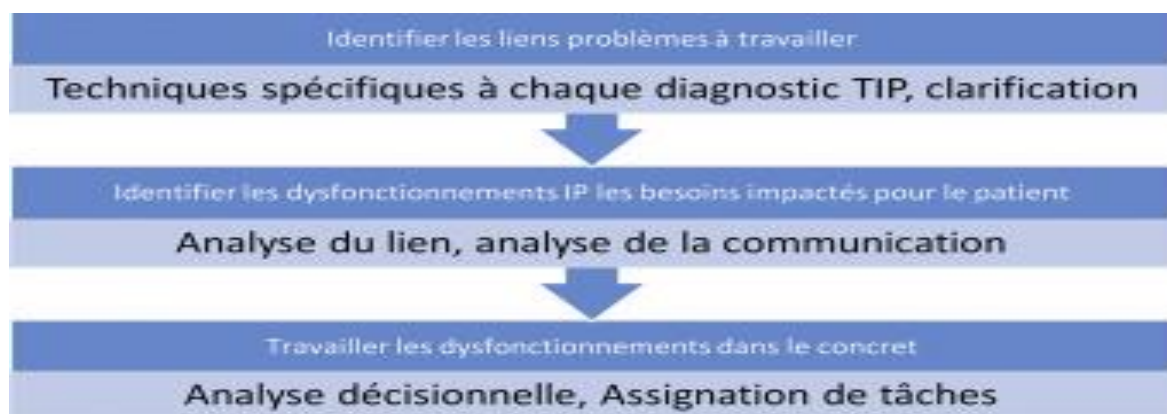 Identifier les liens problèmes à travailler
Techniques spécifiques à chaque diagnostic TIP, clarification
Identifier les dysfonctionnements IP les besoins impactés pour le patient
Analyse du lien, analyse de la communication
Travailler les dysfonctionnements dans le concret
Analyse décisionnelle, Assignation de tâches